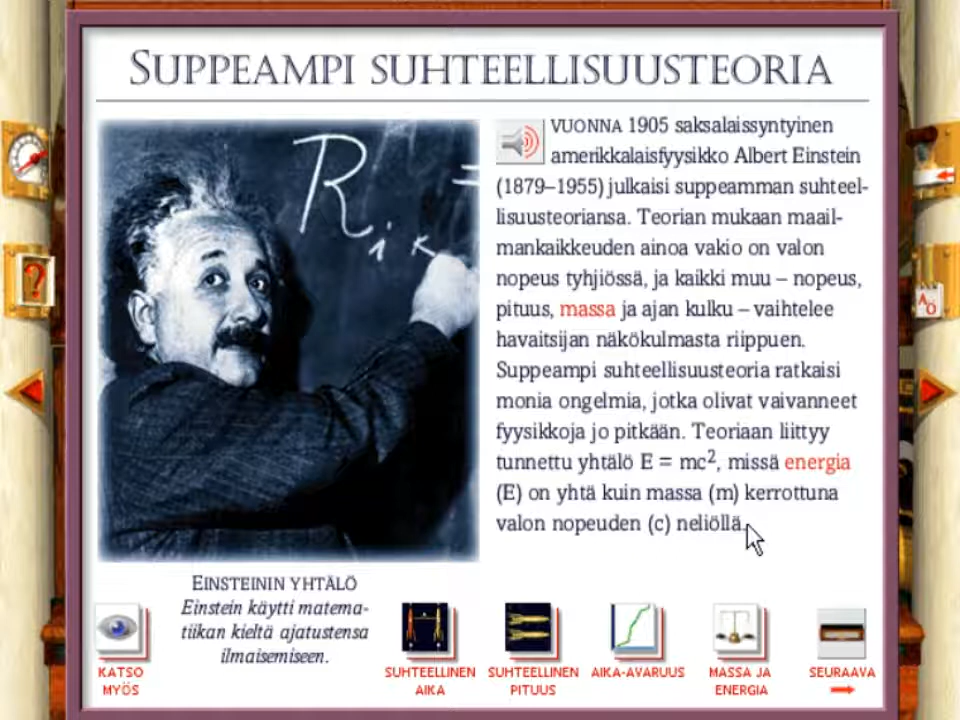 SUPPEAMPI SUHTEELLISUUSTEORIA
VUONNA 1905 saksalaissyntyinen
amerikkalaisfyysikko Albert Einstein
(1879–1955) julkaisi suppeamman suhteel-
lisuusteoriansa. Teorian mukaan maail-
mankaikkeuden ainoa vakio on valon
nopeus tyhjiössä, ja kaikki muu – nopeus,
pituus, massa ja ajan kulku – vaihtelee
havaitsijan näkökulmasta riippuen.
Suppeampi suhteellisuusteoria ratkaisi
monia ongelmia, jotka olivat vaivanneet
fyysikkoja jo pitkään. Teoriaan liittyy
tunnettu yhtälö E = mc², missä energia
(E) on yhtä kuin massa (m) kerrottuna
valon nopeuden (c) neliöllä.
R i k =
EINSTEININ YHTÄLÖ
Einstein käytti matema-
tiikan kieltä ajatustensa
ilmaisemiseen.
KATSO
MYÖS
SUHTEELLINEN
AIKA
SUHTEELLINEN
PITUUS
AIKA-AVARUUS
MASSA JA
ENERGIA
SEURAAVA
?
A
Ö